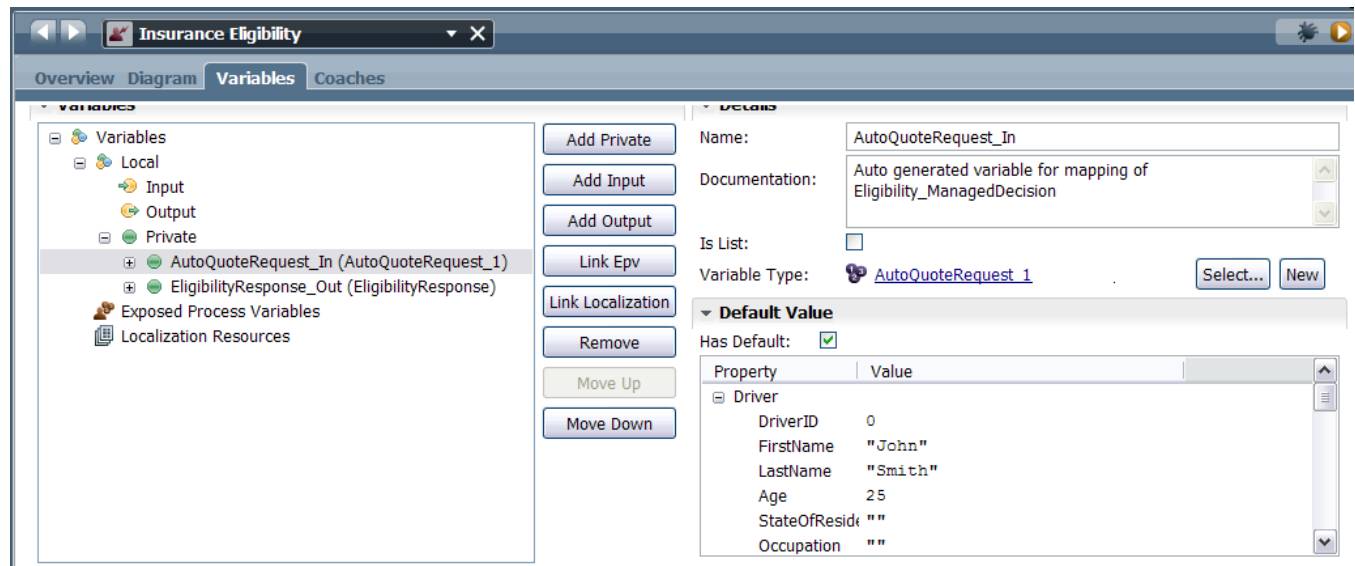 Insurance Eligibility
Overview Diagram Variables Coaches
Variables
Variables
Local
Input
Output
Private
AutoQuoteRequest_In (AutoQuoteRequest_1)
EligibilityResponse_Out (EligibilityResponse)
Exposed Process Variables
Localization Resources
Add Private
Add Input
Add Output
Link Epv
Link Localization
Remove
Move Up
Move Down
Details
Name: AutoQuoteRequest_In
Documentation: Auto generated variable for mapping of
Eligibility_ManagedDecision
Is List:
Variable Type: AutoQuoteRequest_1 Select... New
Default Value
Has Default:
Property Value
Driver
DriverID 0
FirstName "John"
LastName "Smith"
Age 25
StateOfReside ""
Occupation ""